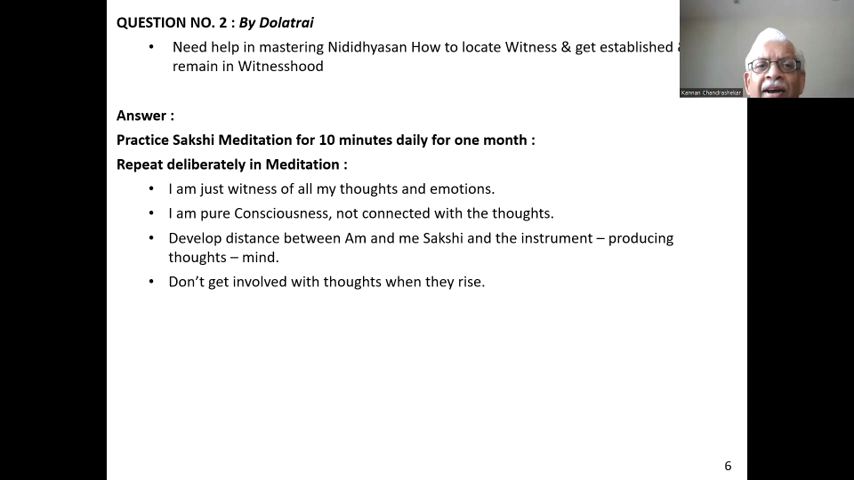 QUESTION NO. 2 : By Dolatrai
• Need help in mastering Nididhyasan How to locate Witness & get established
remain in Witnesshood
Kannan Chandrashekar
Answer :
Practice Sakshi Meditation for 10 minutes daily for one month :
Repeat deliberately in Meditation :
• I am just witness of all my thoughts and emotions.
• I am pure Consciousness, not connected with the thoughts.
• Develop distance between Am and me Sakshi and the instrument – producing
thoughts – mind.
• Don’t get involved with thoughts when they rise.
6